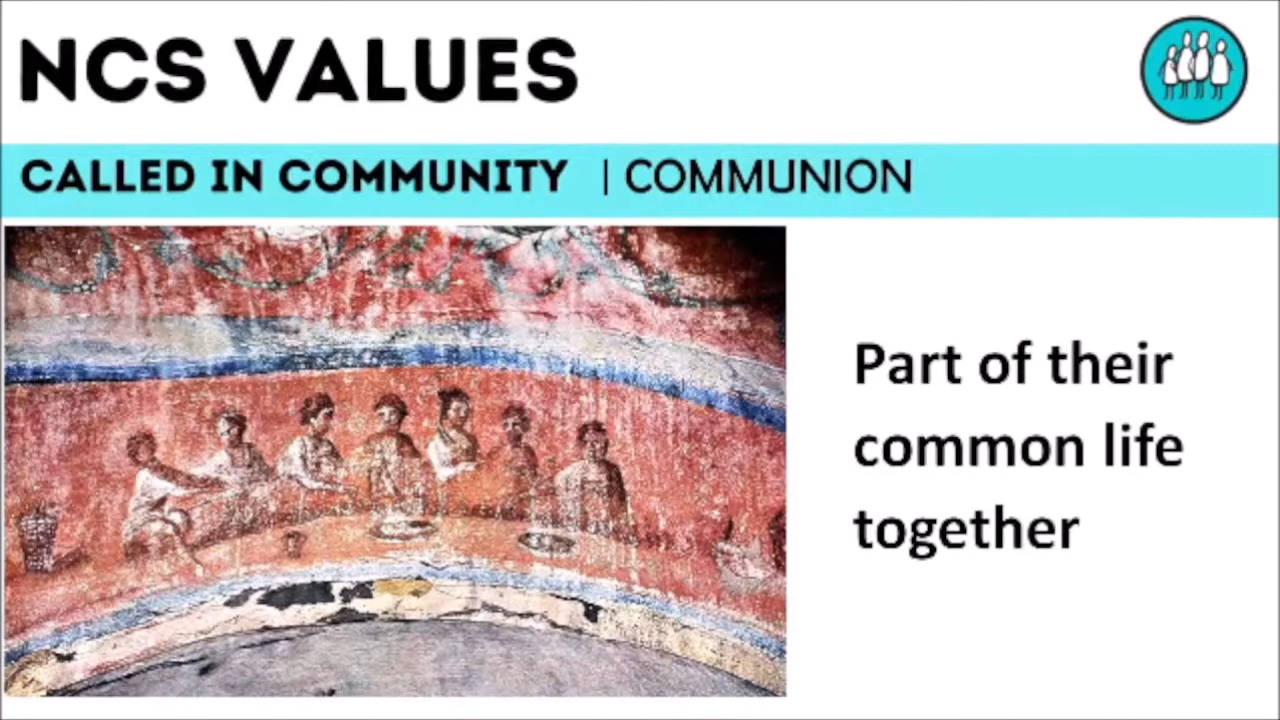 NCS VALUES
CALLED IN COMMUNITY | COMMUNION
Part of their
common life
together